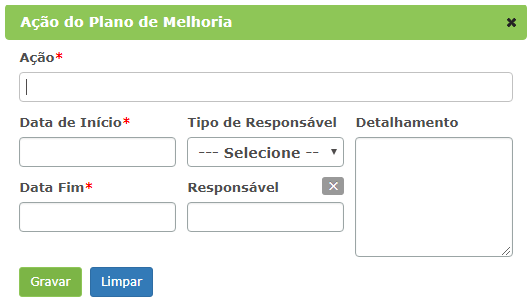 Ação do Plano de Melhoria
Ação*
Data de Início* Tipo de Responsável Detalhamento
--- Selecione --
Data Fim* Responsável
Gravar Limpar